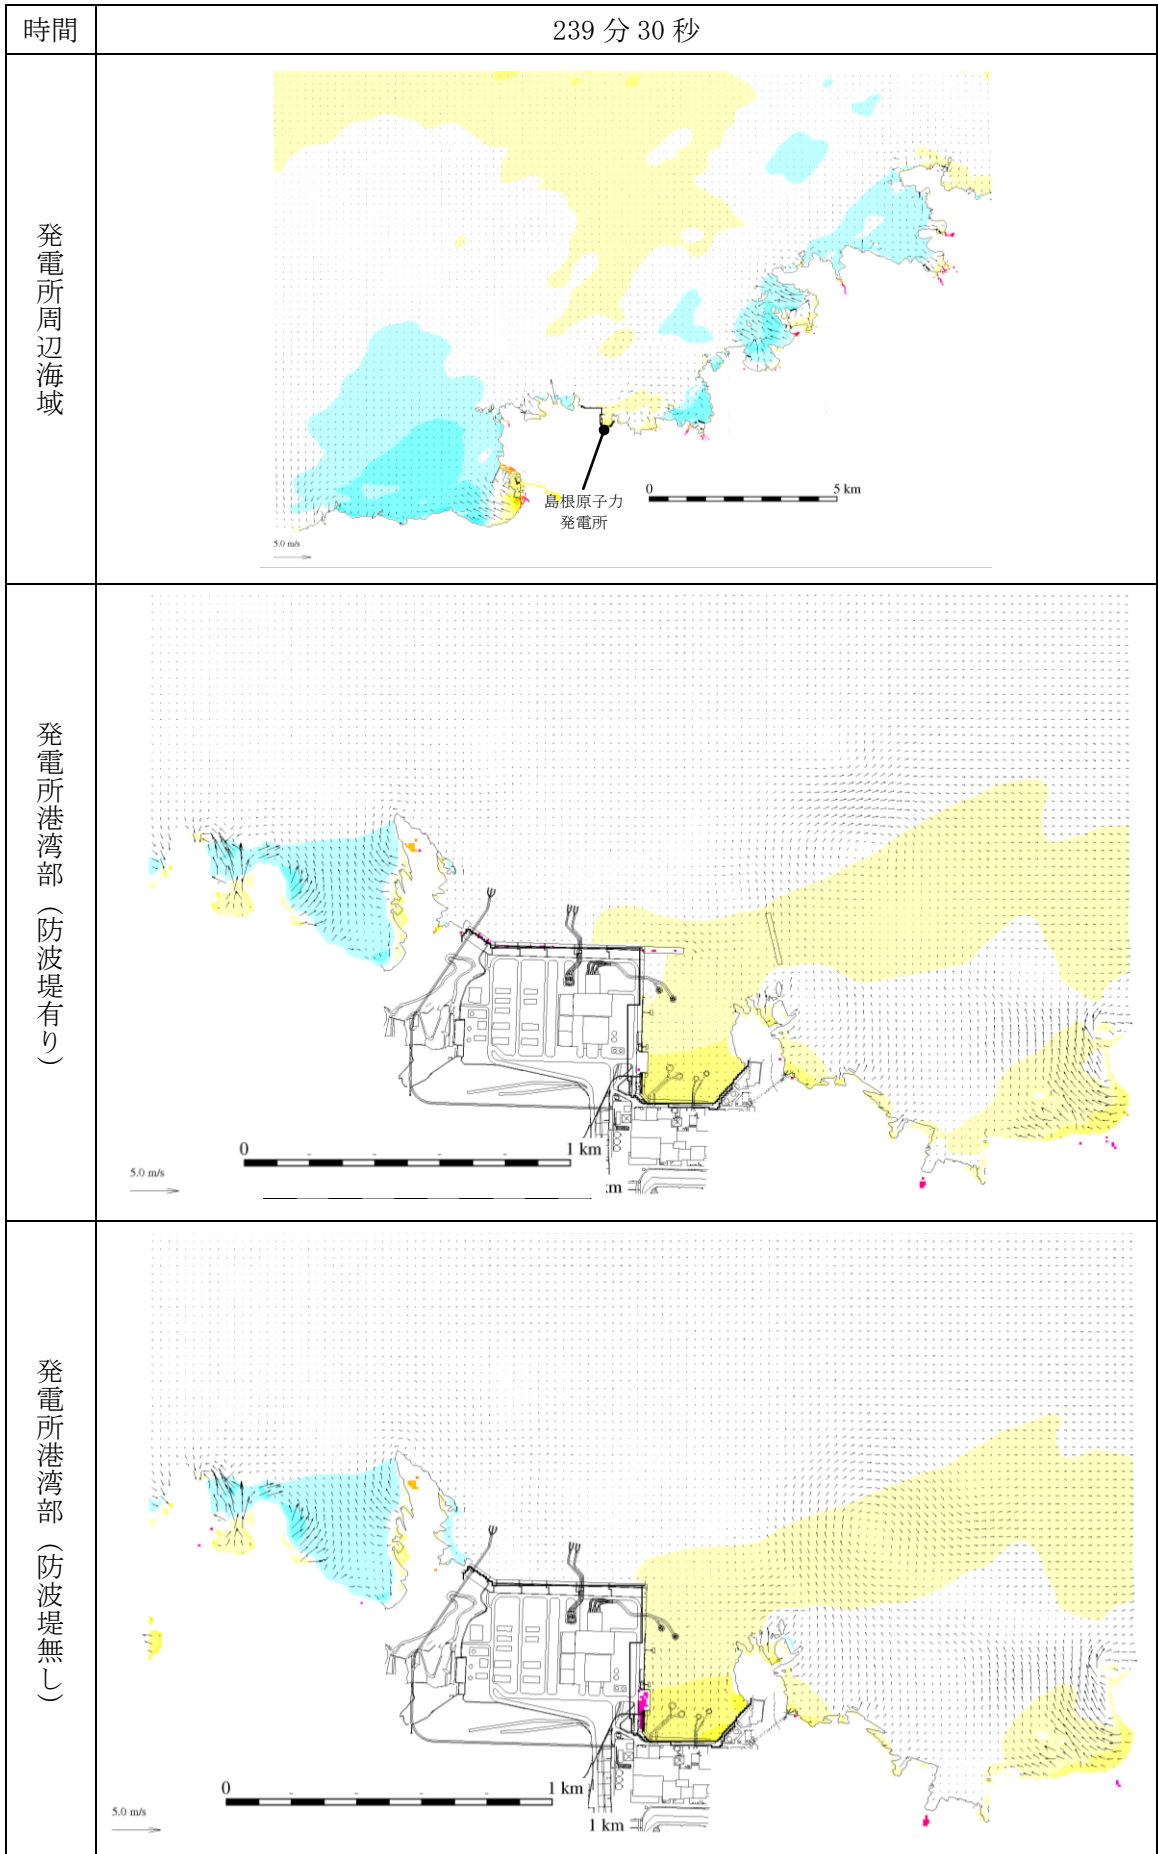 時間
239 分 30 秒
発電所周辺海域
島根原子力
発電所
0
5 km
5.0 m/s
発電所港湾部（防波堤有り）
0
1 km
5.0 m/s
km
発電所港湾部（防波堤無し）
0
1 km
5.0 m/s
1 km